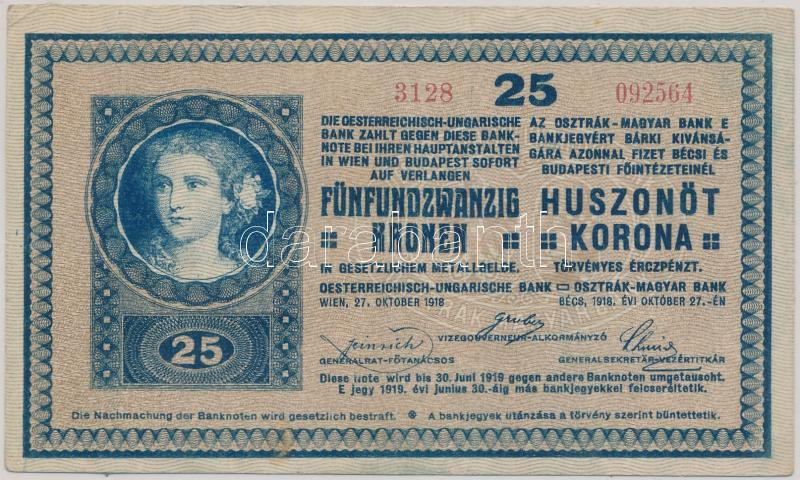 3128 25 092564
DIE OESTERREICHISCH-UNGARISCHE
BANK ZAHLT GEGEN DIESE BANK-
NOTE BEI IHREN HAUPTANSTALTEN
IN WIEN UND BUDAPEST SOFORT
AUF VERLANGEN
FÜNFUNDZWANZIG
KRONEN
IN GESETZLICHEM METALLGELDE.
OESTERREICHISCH-UNGARISCHE BANK
WIEN, 27. OKTOBER 1918
AZ OSZTRÁK-MAGYAR BANK E
BANKJEGYÉRT BÁRKI KIVÁNSÁ-
GÁRA AZONNAL FIZET BÉCSI ÉS
BUDAPESTI FŐINTÉZETEINÉL
HUSZONÖT
KORONA
TÖRVÉNYES ÉRCZPÉNZT.
OSZTRÁK-MAGYAR BANK
BÉCS, 1918. ÉVI OKTÓBER 27.-ÉN
darabanth
Gruber
VIZEGOUVERNEUR-ALKORMÁNYZÓ
GENERALRAT-FŐTANÁCSOS
GENERALSEKRETÄR-VEZÉRTITKÁR
25
Diese Note wird bis 30. Juni 1919 gegen andere Banknoten umgetauscht.
E jegy 1919. évi junius 30.-áig más bankjegyekkel felcseréltetik.
Die Nachmachung der Banknoten wird gesetzlich bestraft. ❋ A bankjegyek utánzása a törvény szerint büntettetik.